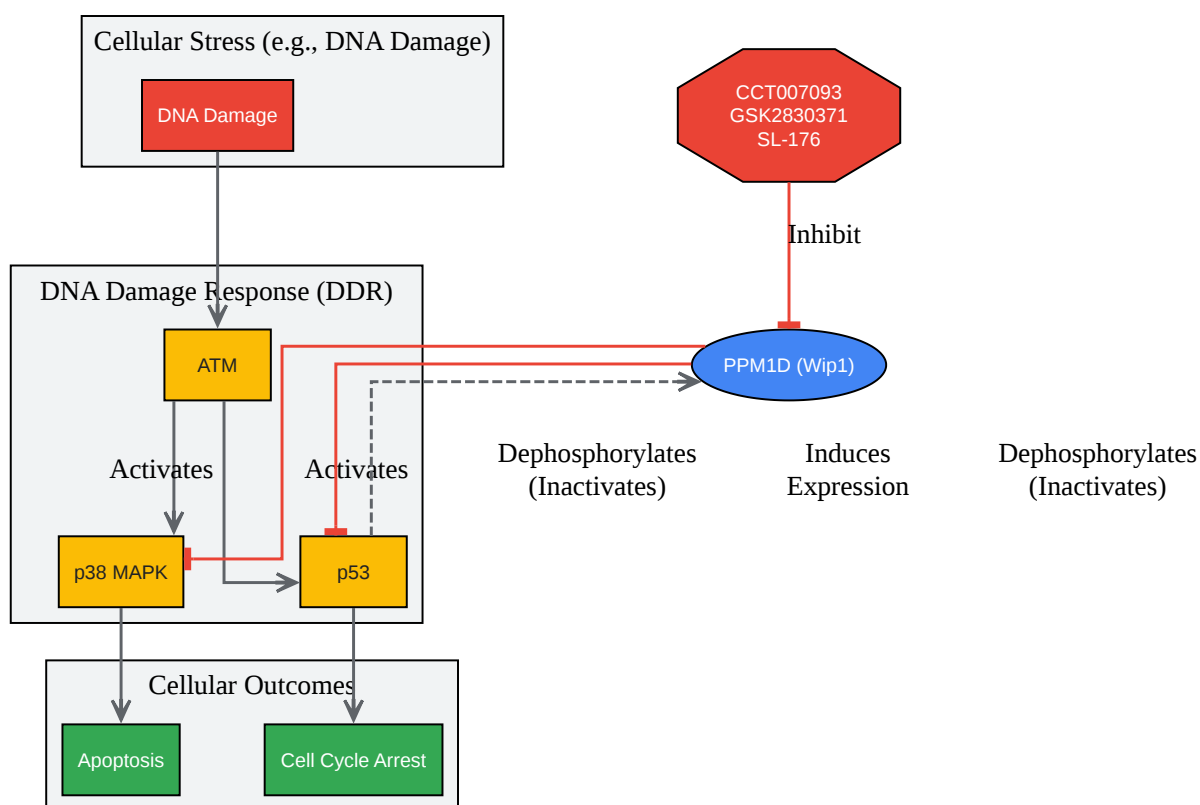 Cellular Stress (e.g., DNA Damage)
DNA Damage
CCT007093
GSK2830371
SL-176
Inhibit
DNA Damage Response (DDR)
ATM
PPM1D (Wip1)
Activates
Activates
Dephosphorylates
(Inactivates)
Induces
Expression
Dephosphorylates
(Inactivates)
p38 MAPK
p53
Cellular Outcomes
Apoptosis
Cell Cycle Arrest